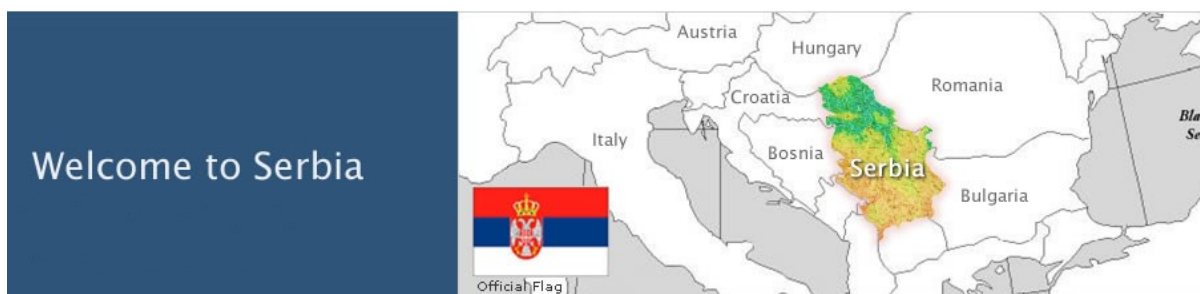 Welcome to Serbia
Austria
Hungary
Romania
Croatia
Italy
Bosnia
Serbia
Bulgaria
Official Flag